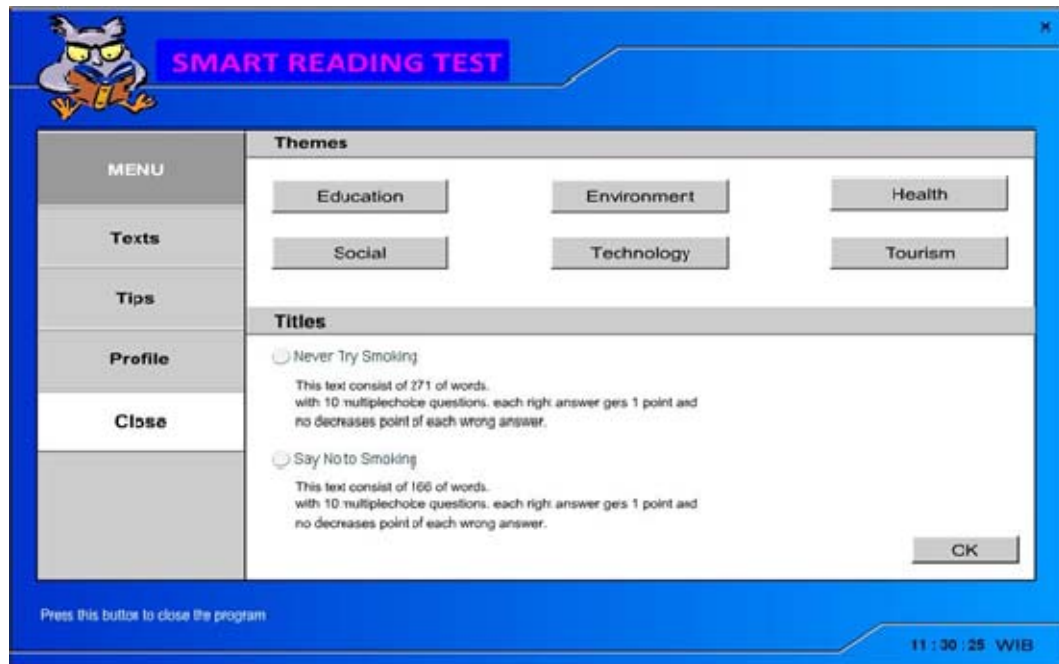 SMART READING TEST
MENU
Texts
Tips
Profile
Close
Themes
Education
Environment
Health
Social
Technology
Tourism
Titles
Never Try Smoking
This text consist of 271 of words.
with 10 multiplechoice questions. each right answer gets 1 point and
no decreases point of each wrong answer.
Say No to Smoking
This text consist of 166 of words.
with 10 multiplechoice questions. each right answer gets 1 point and
no decreases point of each wrong answer.
OK
Press this button to close the program
11 : 30 : 25 WIB